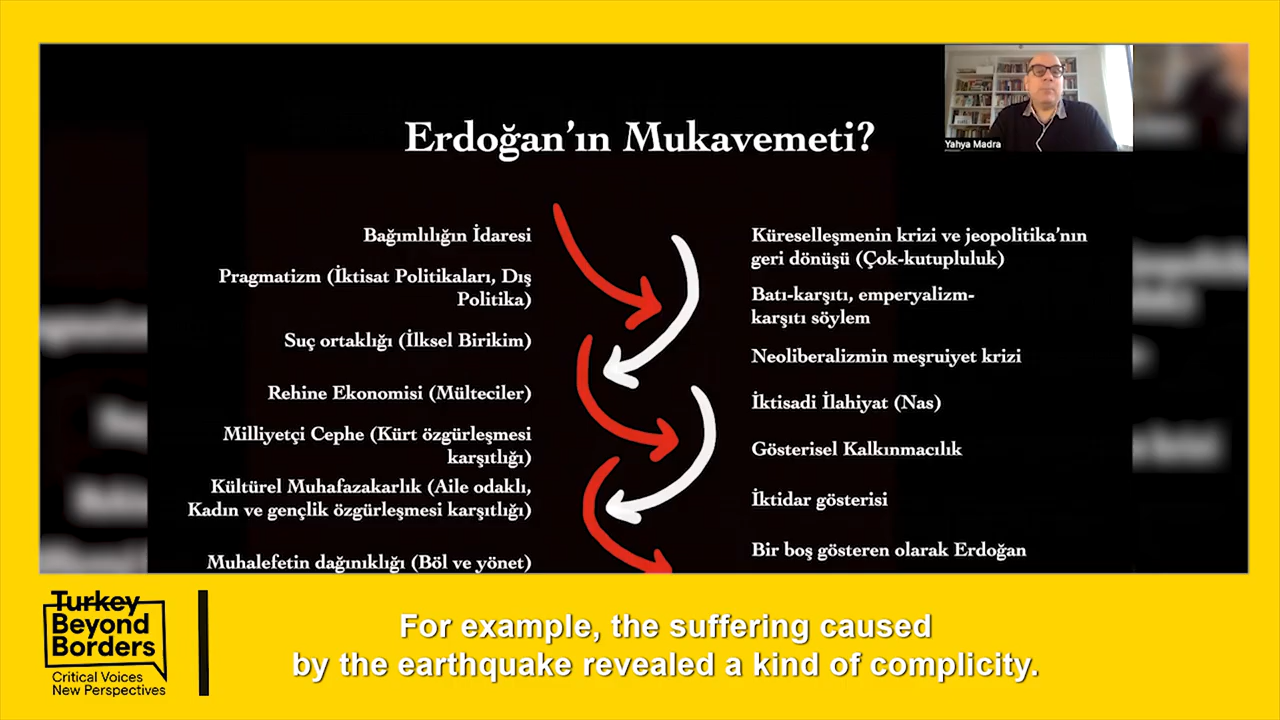 Erdoğan’ın Mukavemeti?
Yahya Madra
Bağımlılığın İdaresi
Pragmatizm (İktisat Politikaları, Dış
Politika)
Suç ortaklığı (İlksel Birikim)
Rehine Ekonomisi (Mülteciler)
Milliyetçi Cephe (Kürt özgürleşmesi
karşıtlığı)
Kültürel Muhafazakarlık (Aile odaklı,
Kadın ve gençlik özgürleşmesi karşıtlığı)
Muhalefetin dağınıklığı (Böl ve yönet)
Küreselleşmenin krizi ve jeopolitika’nın
geri dönüşü (Çok-kutupluluk)
Batı-karşıtı, emperyalizm-
karşıtı söylem
Neoliberalizmin meşruiyet krizi
İktisadi İlahiyat (Nas)
Gösterisel Kalkınmacılık
İktidar gösterisi
Bir boş gösteren olarak Erdoğan
Turkey
Beyond
Borders
Critical Voices
New Perspectives
For example, the suffering caused
by the earthquake revealed a kind of complicity.